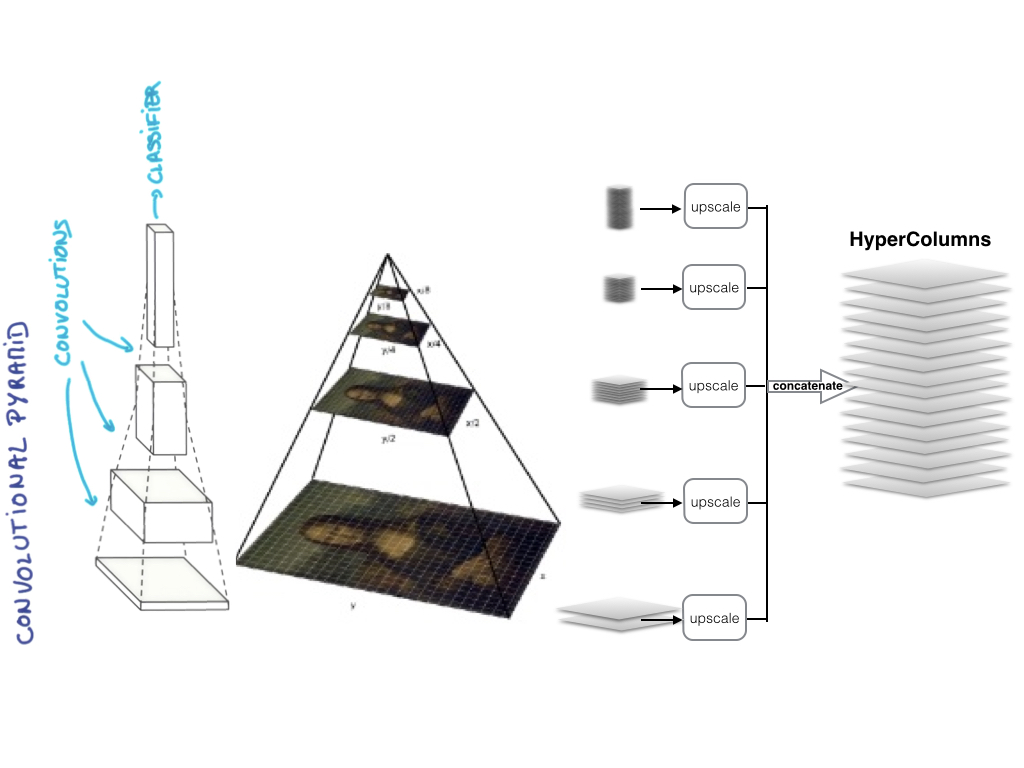 CONVOLUTIONAL PYRAMID
CONVOLUTIONS
CLASSIFIER
x/8
y/8
x/4
y/4
x/2
y/2
x
y
upscale
upscale
upscale
upscale
upscale
concatenate
HyperColumns